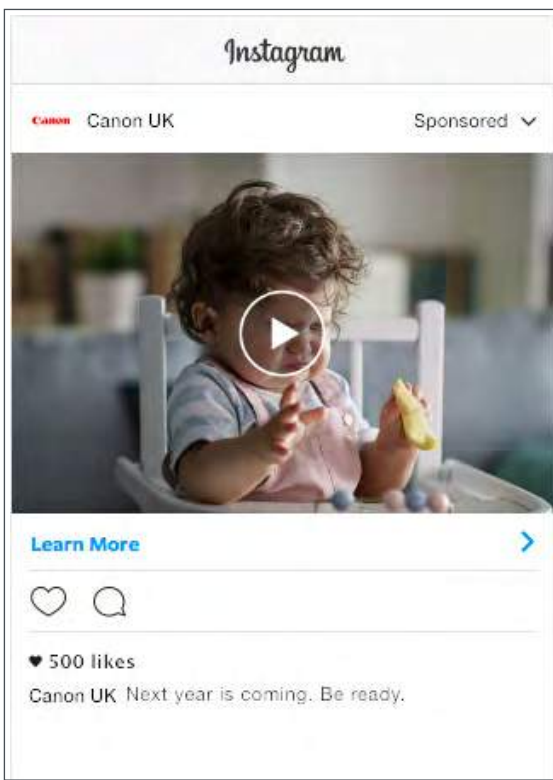 Instagram
Canon Canon UK Sponsored
Learn More
500 likes
Canon UK Next year is coming. Be ready.